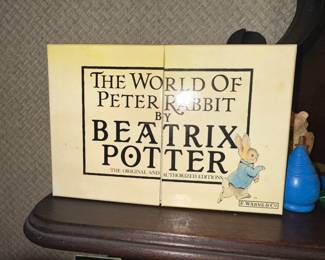 THE WORLD OF
PETER RABBIT
BY
BEATRIX
POTTER
THE ORIGINAL AND AUTHORIZED EDITIONS
F. WARNE & CO